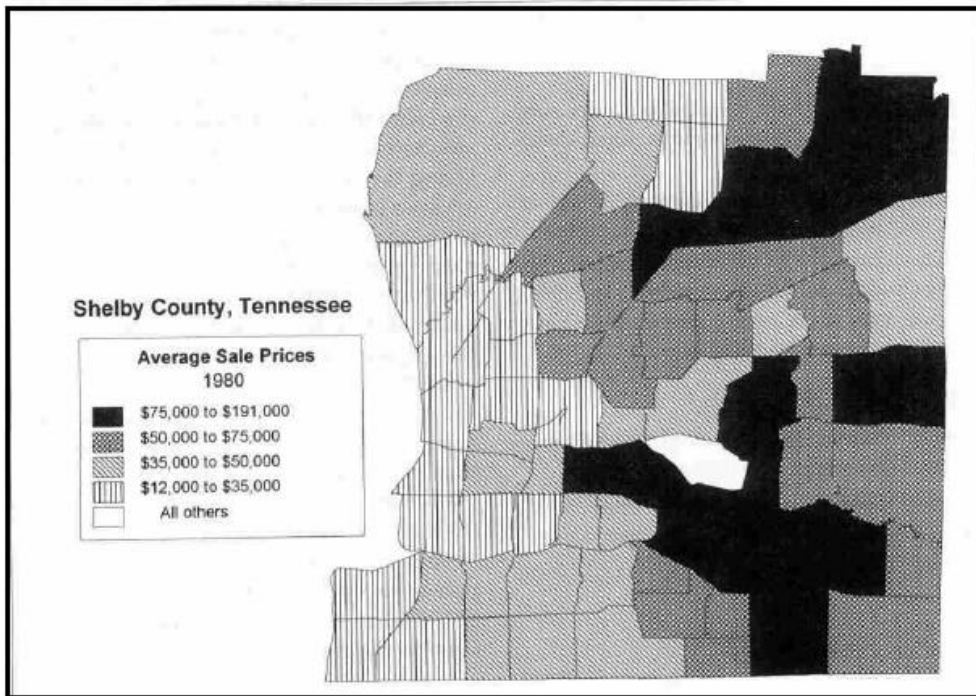 Shelby County, Tennessee
Average Sale Prices
1980
$75,000 to $191,000
$50,000 to $75,000
$35,000 to $50,000
$12,000 to $35,000
All others